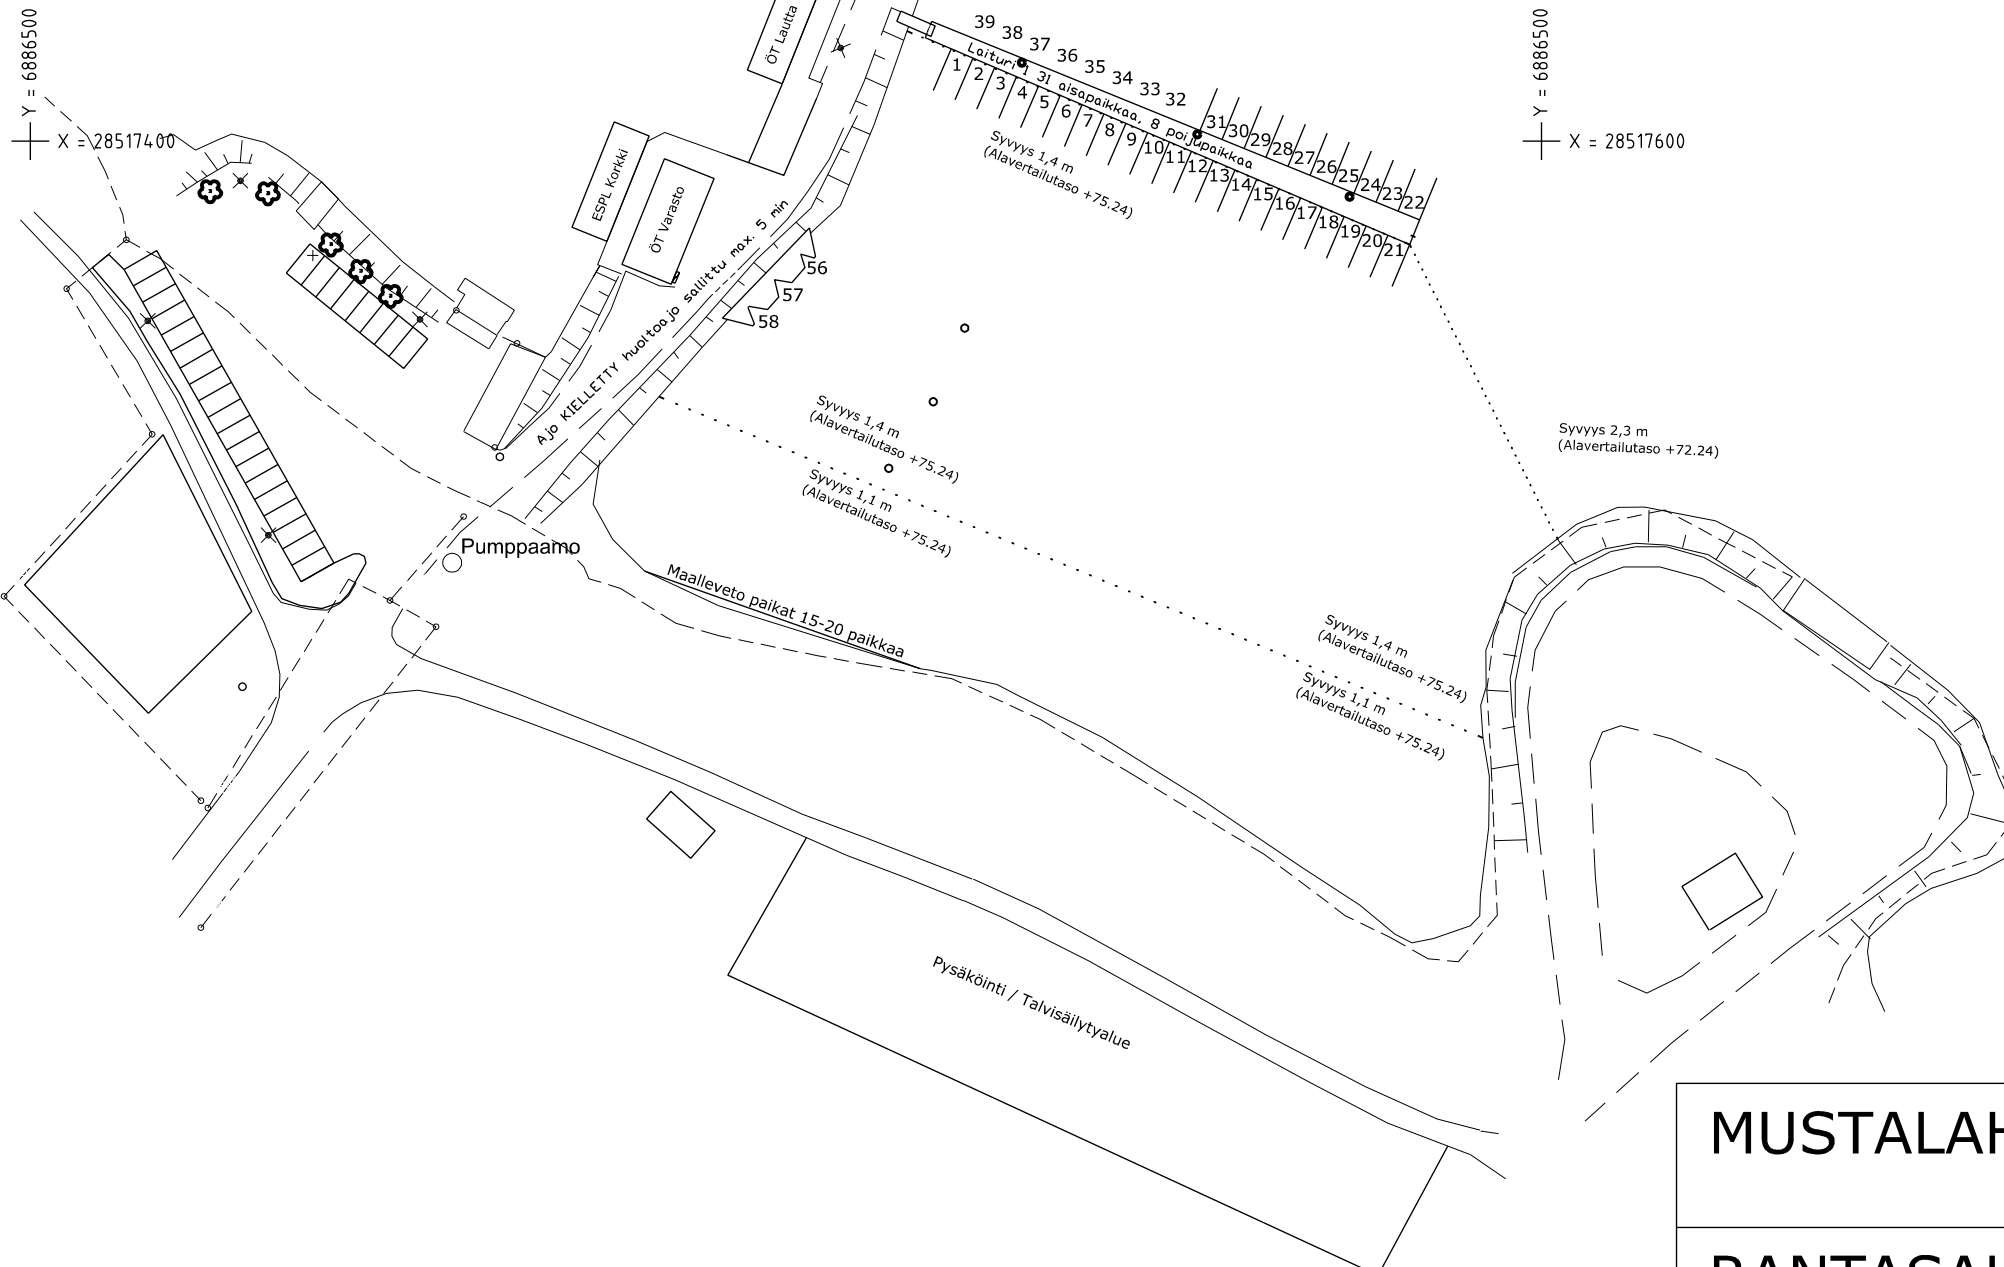 Y = 6886500
X = 28517400
ÖT Lautta
ESPL Korkki
ÖT Varasto
Ajo KIELLETTY huoltoajo sallittu max. 5 min
39
38
37
36
35
34
33
32
Laituri 1 31 aisapaikkaa, 8 poijupaikkaa
1
2
3
4
5
6
7
8
9
10
11
12
13
14
15
16
17
18
19
20
21
31
30
29
28
27
26
25
24
23
22
Syvyys 1,4 m
(Alavertailutaso +75.24)
Y = 6886500
X = 28517600
56
57
58
Syvyys 1,4 m
(Alavertailutaso +75.24)
Syvyys 1,1 m
(Alavertailutaso +75.24)
Syvyys 2,3 m
(Alavertailutaso +72.24)
Pumppaamo
Maalleveto paikat 15-20 paikkaa
Syvyys 1,4 m
(Alavertailutaso +75.24)
Syvyys 1,1 m
(Alavertailutaso +75.24)
Pysäköinti / Talvisäilytyalue
MUSTALAH